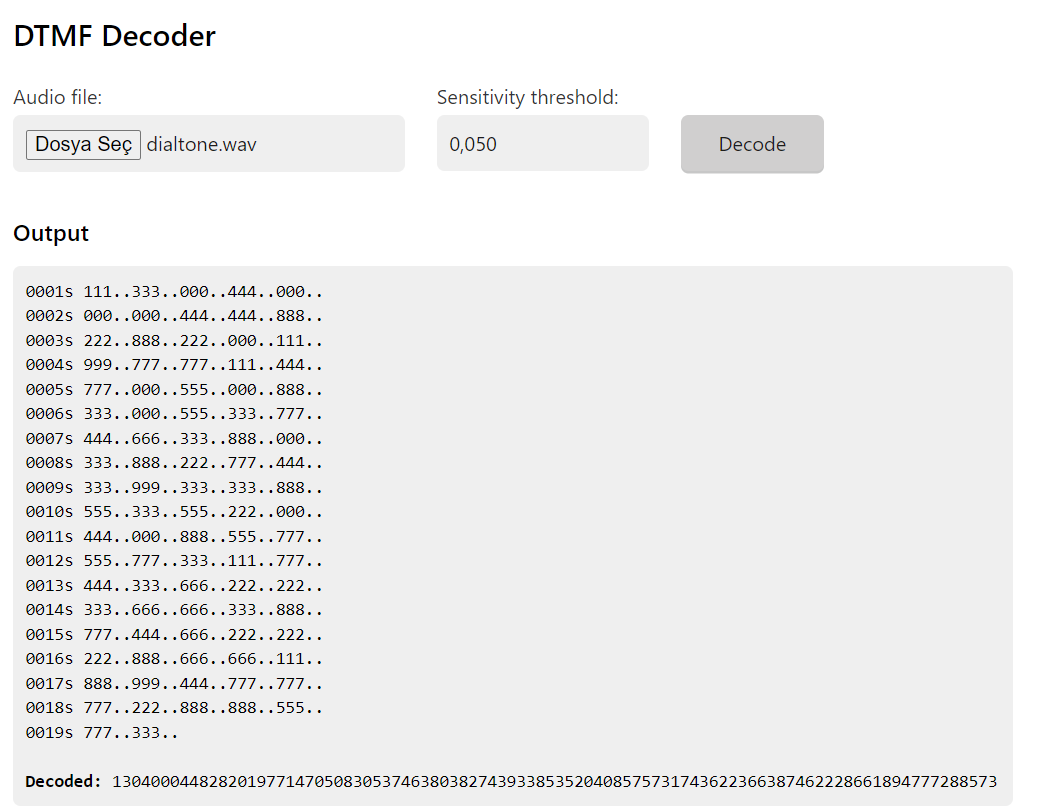 DTMF Decoder
Audio file:
Sensitivity threshold:
Dosya Seç dialtone.wav
0,050
Decode
Output
0001s 111..333..000..444..000..
0002s 000..000..444..444..888..
0003s 222..888..222..000..111..
0004s 999..777..777..111..444..
0005s 777..000..555..000..888..
0006s 333..000..555..333..777..
0007s 444..666..333..888..000..
0008s 333..888..222..777..444..
0009s 333..999..333..333..888..
0010s 555..333..555..222..000..
0011s 444..000..888..555..777..
0012s 555..777..333..111..777..
0013s 444..333..666..222..222..
0014s 333..666..666..333..888..
0015s 777..444..666..222..222..
0016s 222..888..666..666..111..
0017s 888..999..444..777..777..
0018s 777..222..888..888..555..
0019s 777..333..
Decoded: 13040004482820197714705083053746380382743933853520408575731743622366387462228661894777288573